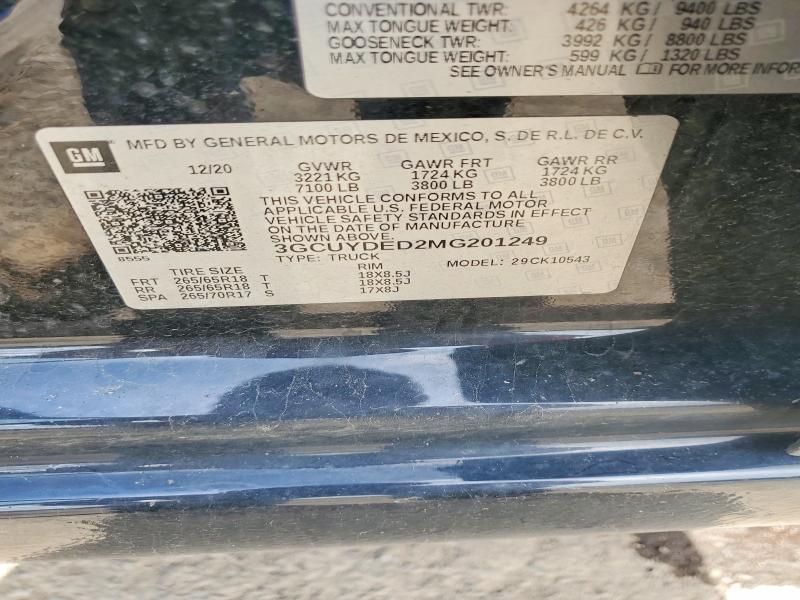 CONVENTIONAL TWR: 4264 KG / 9400 LBS
MAX TONGUE WEIGHT: 426 KG / 940 LBS
GOOSENECK TWR: 3992 KG / 8800 LBS
MAX TONGUE WEIGHT: 599 KG / 1320 LBS
SEE OWNER'S MANUAL FOR MORE INFOR
GM MFD BY GENERAL MOTORS DE MEXICO, S. DE R.L. DE C.V.
12/20 GVWR GAWR FRT GAWR RR
3221 KG 1724 KG 1724 KG
7100 LB 3800 LB 3800 LB
THIS VEHICLE CONFORMS TO ALL
APPLICABLE U.S. FEDERAL MOTOR
VEHICLE SAFETY STANDARDS IN EFFECT
ON THE DATE OF MANUFACTURE
SHOWN ABOVE.
8555 3GCUYDED2MG201249
TYPE: TRUCK MODEL: 29CK10543
TIRE SIZE RIM
FRT 265/65R18 T 18X8.5J
RR 265/65R18 T 18X8.5J
SPA 265/70R17 S 17X8J